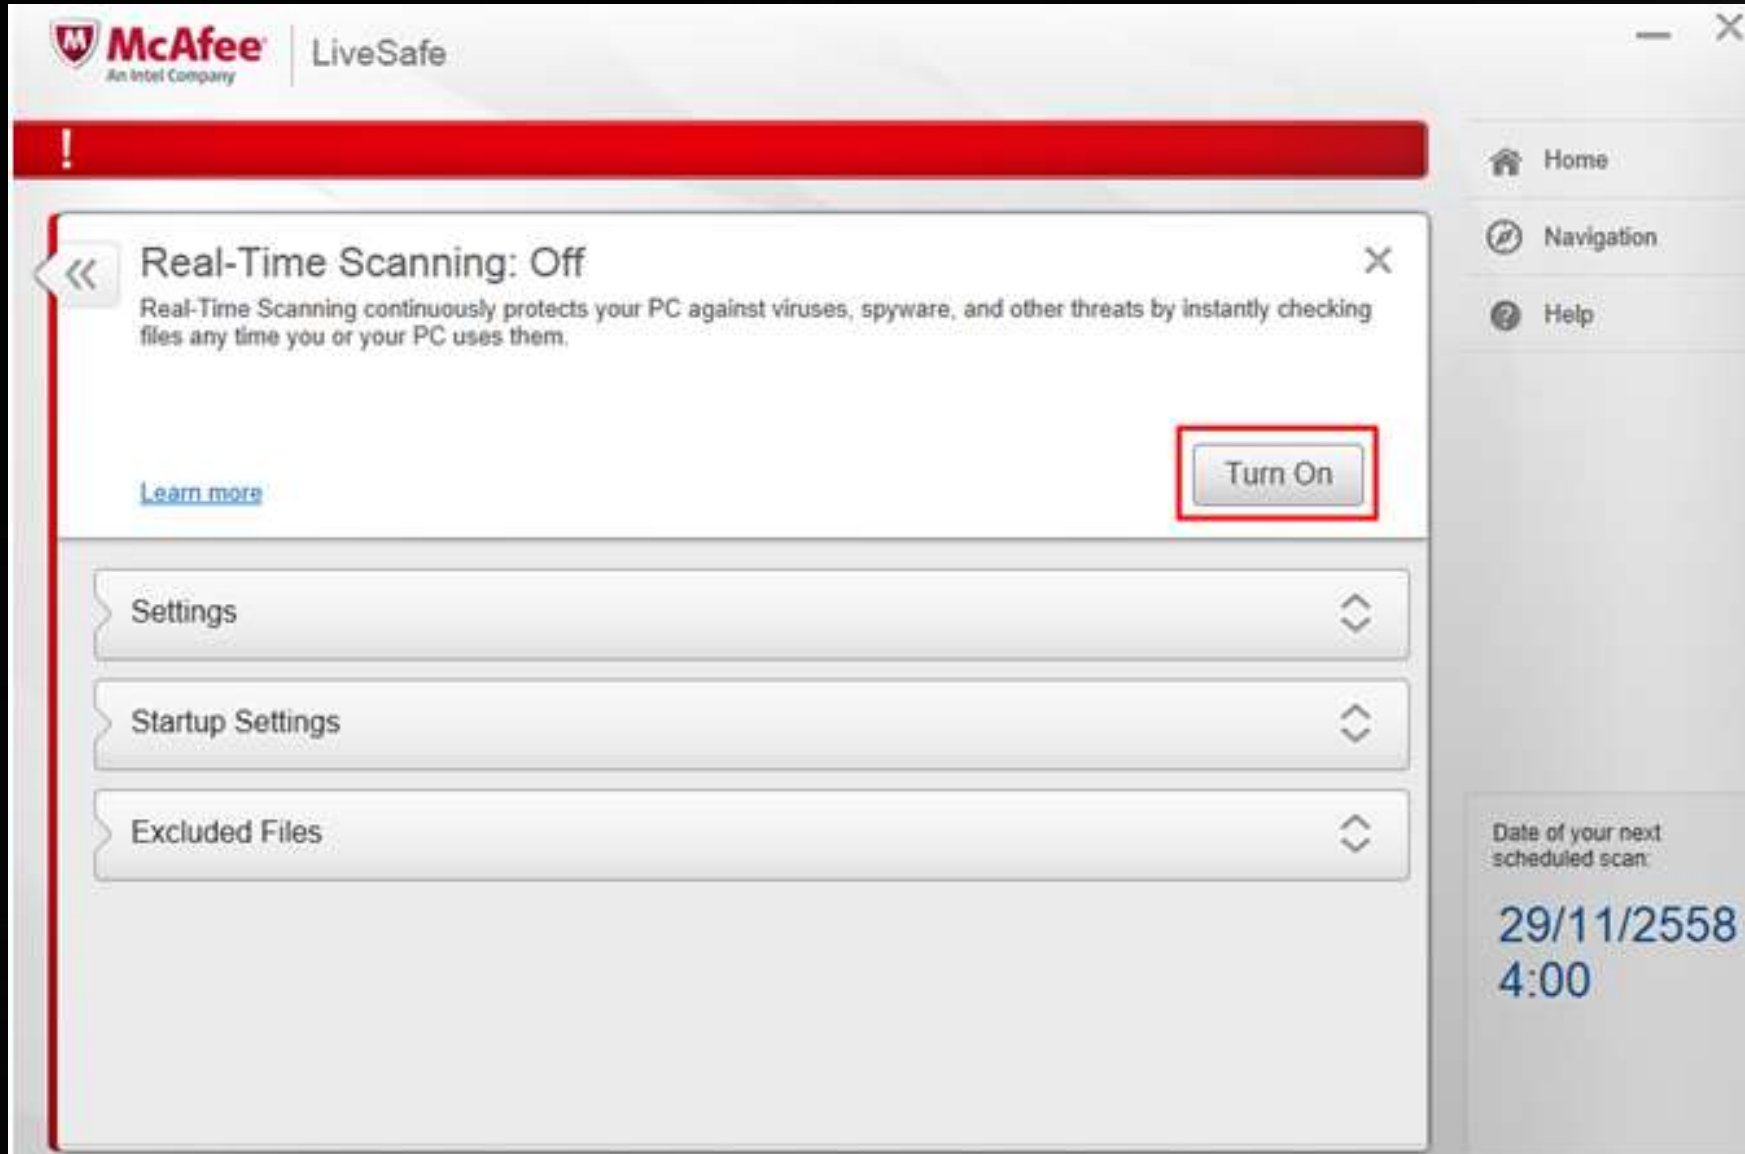 McAfee
An Intel Company
LiveSafe
!
Home
Navigation
Help
Real-Time Scanning: Off
Real-Time Scanning continuously protects your PC against viruses, spyware, and other threats by instantly checking
files any time you or your PC uses them.
Learn more
Turn On
Settings
Startup Settings
Excluded Files
Date of your next
scheduled scan:
29/11/2558
4:00